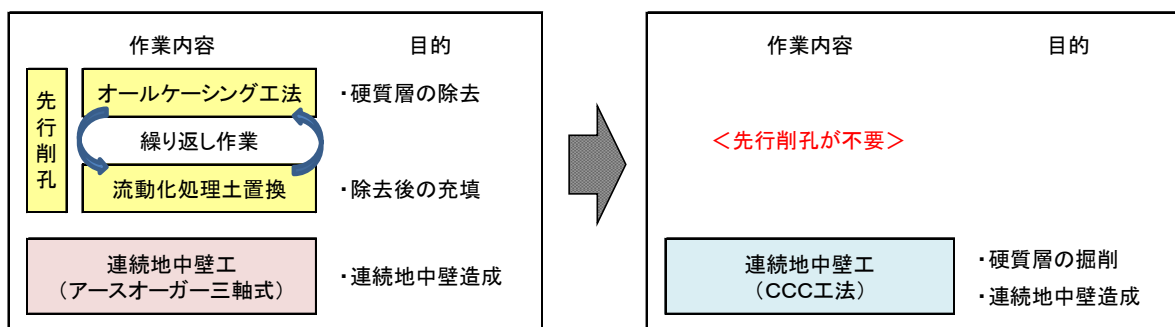 作業内容
目的
先行削孔
オールケーシング工法
・硬質層の除去
繰り返し作業
流動化処理土置換
・除去後の充填
連続地中壁工
（アースオーガー三軸式）
・連続地中壁造成
作業内容
目的
＜先行削孔が不要＞
連続地中壁工
（CCC工法）
・硬質層の掘削
・連続地中壁造成